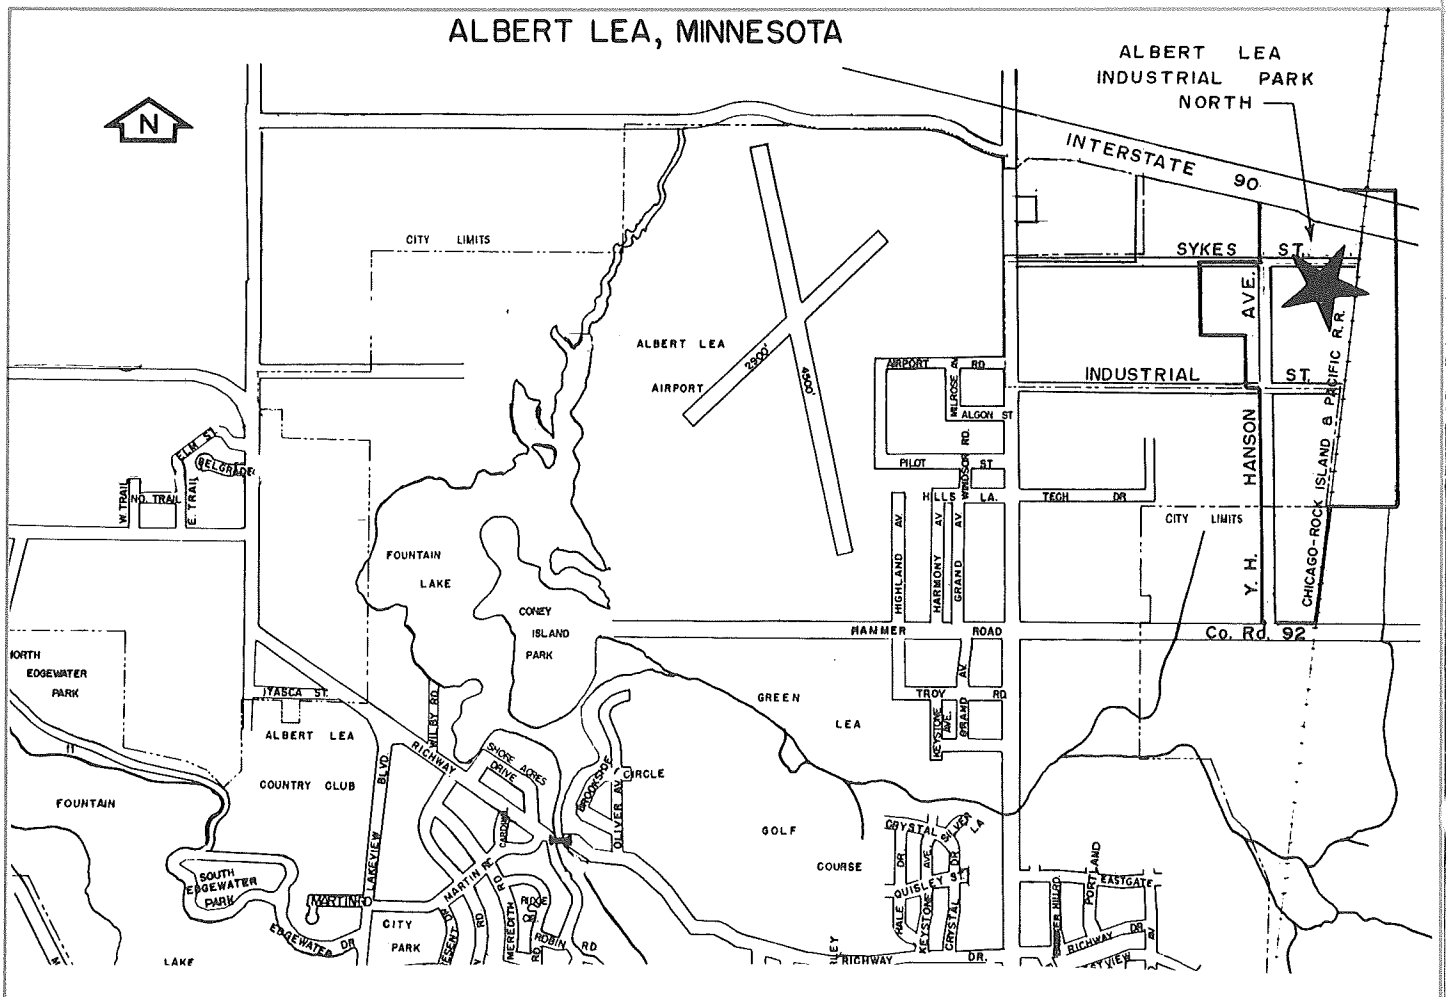 ALBERT LEA, MINNESOTA
N
ALBERT LEA
INDUSTRIAL PARK
NORTH
INTERSTATE 90
CITY LIMITS
SYKES ST.
ALBERT LEA
AIRPORT
2900'
4500'
AIRPORT RD
MILROSE AV
ALGON ST
WINDSOR RD.
PILOT ST
HILLS LA.
TECH DR
INDUSTRIAL ST.
Y. H. HANSON AVE.
CHICAGO-ROCK ISLAND & PACIFIC R.R.
CITY LIMITS
ELM ST.
BELGRADE
W. TRAIL
NO. TRAIL
E. TRAIL
FOUNTAIN
LAKE
CONEY
ISLAND
PARK
HIGHLAND AV
HARMONY AV
GRAND AV
HAMMER ROAD
Co. Rd. 92
NORTH
EDGEWATER
PARK
ITASCA ST.
WILBY RD
ALBERT LEA
COUNTRY CLUB
RICHWAY
LAKEVIEW BLVD
SHORE ACRES
DRIVE
BROOKSIDE
CIRCLE
OLIVER AV
GREEN
LEA
GOLF
COURSE
TROY RD
KEYSTONE
AVE.
GRAND AV.
FOUNTAIN
LAKE
SOUTH
EDGEWATER
PARK
MARTIN RD
EDGEWATER DR
CITY
PARK
MARTIN RD
MEREDITH RD
RIDGE
ROBIN RD
CRYSTAL
SILVER
LA
HALE DR
KEYSTONE AVE.
CRYSTAL DR
QUISLEY ST.
RICHWAY DR.
PORTLAND
EASTGATE
RICHWAY DR.
AV